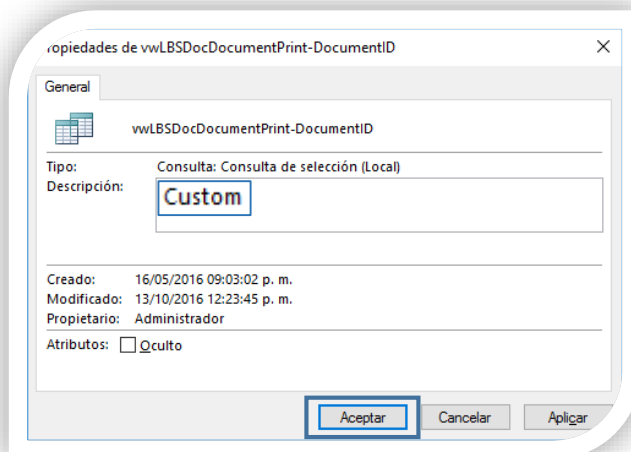 ropiedades de vwLBSDocDocumentPrint-DocumentID
General
vwLBSDocDocumentPrint-DocumentID
Tipo: Consulta: Consulta de selección (Local)
Descripción: Custom
Creado: 16/05/2016 09:03:02 p. m.
Modificado: 13/10/2016 12:23:45 p. m.
Propietario: Administrador
Atributos: Oculto
Aceptar Cancelar Aplicar